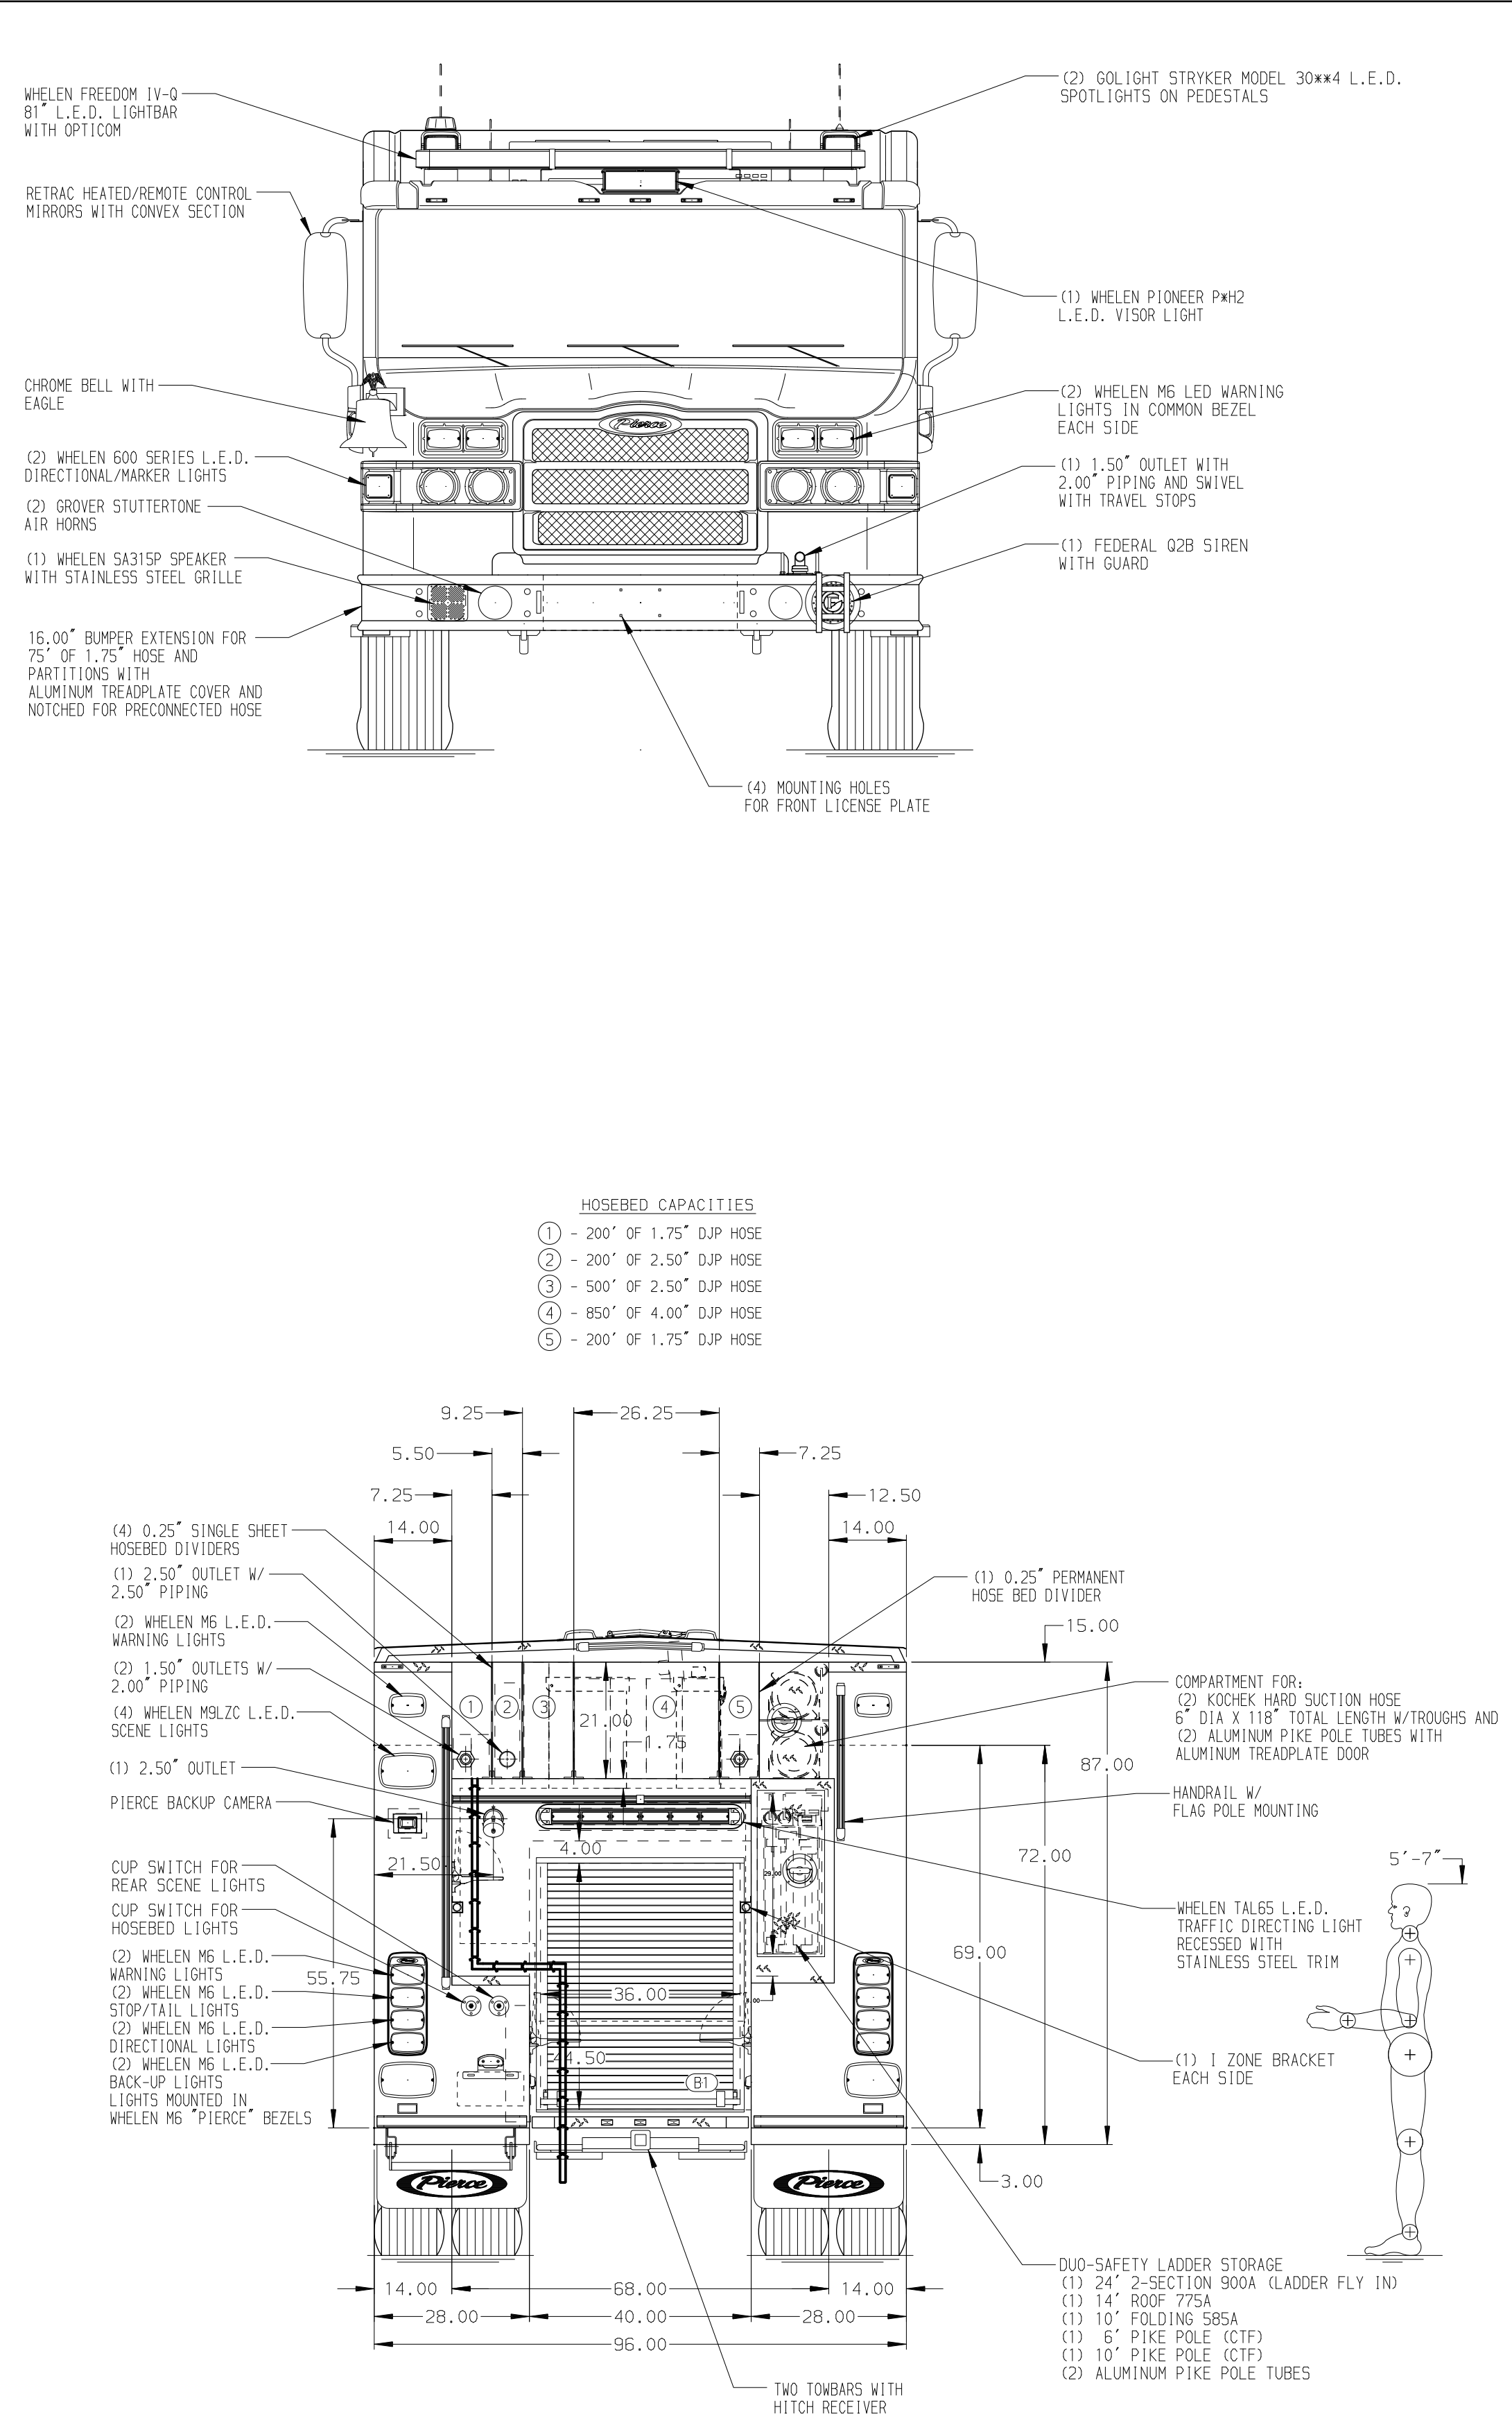 WHELEN FREEDOM IV-Q
81" L.E.D. LIGHTBAR
WITH OPTICOM
(2) GOLIGHT STRYKER MODEL 30**4 L.E.D.
SPOTLIGHTS ON PEDESTALS
RETRAC HEATED/REMOTE CONTROL
MIRRORS WITH CONVEX SECTION
(1) WHELEN PIONEER P*H2
L.E.D. VISOR LIGHT
CHROME BELL WITH
EAGLE
(2) WHELEN M6 LED WARNING
LIGHTS IN COMMON BEZEL
EACH SIDE
Pierce
(2) WHELEN 600 SERIES L.E.D.
DIRECTIONAL/MARKER LIGHTS
(1) 1.50" OUTLET WITH
2.00" PIPING AND SWIVEL
WITH TRAVEL STOPS
(2) GROVER STUTTERTONE
AIR HORNS
(1) WHELEN SA315P SPEAKER
WITH STAINLESS STEEL GRILLE
(1) FEDERAL Q2B SIREN
WITH GUARD
16.00" BUMPER EXTENSION FOR
75' OF 1.75" HOSE AND
PARTITIONS WITH
ALUMINUM TREADPLATE COVER AND
NOTCHED FOR PRECONNECTED HOSE
(4) MOUNTING HOLES
FOR FRONT LICENSE PLATE
HOSEBED CAPACITIES
1 - 200' OF 1.75" DJP HOSE
2 - 200' OF 2.50" DJP HOSE
3 - 500' OF 2.50" DJP HOSE
4 - 850' OF 4.00" DJP HOSE
5 - 200' OF 1.75" DJP HOSE
9.25
26.25
5.50
7.25
7.25
12.50
14.00
14.00
(4) 0.25" SINGLE SHEET
HOSEBED DIVIDERS
(1) 2.50" OUTLET W/
2.50" PIPING
(2) WHELEN M6 L.E.D.
WARNING LIGHTS
(2) 1.50" OUTLETS W/
2.00" PIPING
(4) WHELEN M9LZC L.E.D.
SCENE LIGHTS
(1) 2.50" OUTLET
PIERCE BACKUP CAMERA
CUP SWITCH FOR
REAR SCENE LIGHTS
CUP SWITCH FOR
HOSEBED LIGHTS
(2) WHELEN M6 L.E.D.
WARNING LIGHTS
(2) WHELEN M6 L.E.D.
STOP/TAIL LIGHTS
(2) WHELEN M6 L.E.D.
DIRECTIONAL LIGHTS
(2) WHELEN M6 L.E.D.
BACK-UP LIGHTS
LIGHTS MOUNTED IN
WHELEN M6 "PIERCE" BEZELS
(1) 0.25" PERMANENT
HOSE BED DIVIDER
15.00
1
2
3
4
5
21.00
1.75
COMPARTMENT FOR:
(2) KOCHEK HARD SUCTION HOSE
6" DIA X 118" TOTAL LENGTH W/TROUGHS AND
(2) ALUMINUM PIKE POLE TUBES WITH
ALUMINUM TREADPLATE DOOR
87.00
HANDRAIL W/
FLAG POLE MOUNTING
4.00
21.50
29.00
72.00
5'-7"
WHELEN TAL65 L.E.D.
TRAFFIC DIRECTING LIGHT
RECESSED WITH
STAINLESS STEEL TRIM
69.00
55.75
36.00
44.50
B1
(1) I ZONE BRACKET
EACH SIDE
3.00
Pierce
Pierce
DUO-SAFETY LADDER STORAGE
(1) 24' 2-SECTION 900A (LADDER FLY IN)
(1) 14' ROOF 775A
(1) 10' FOLDING 585A
(1) 6' PIKE POLE (CTF)
(1) 10' PIKE POLE (CTF)
(2) ALUMINUM PIKE POLE TUBES
14.00
68.00
14.00
28.00
40.00
28.00
96.00
TWO TOWBARS WITH
HITCH RECEIVER